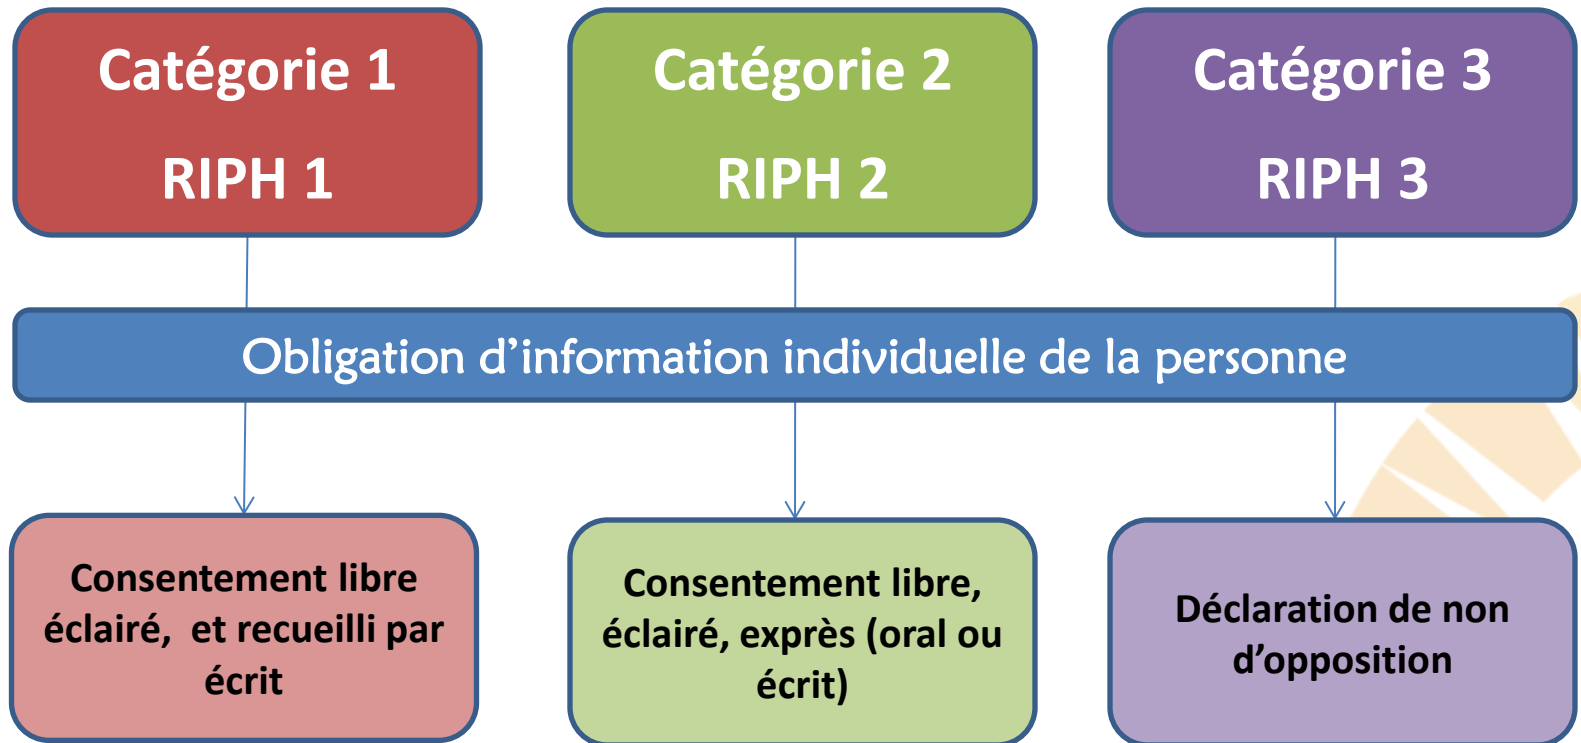 Catégorie 1
RIPH 1
Catégorie 2
RIPH 2
Catégorie 3
RIPH 3
Obligation d’information individuelle de la personne
Consentement libre
éclairé,  et recueilli par
écrit
Consentement libre,
éclairé, exprès (oral ou
écrit)
Déclaration de non
d’opposition